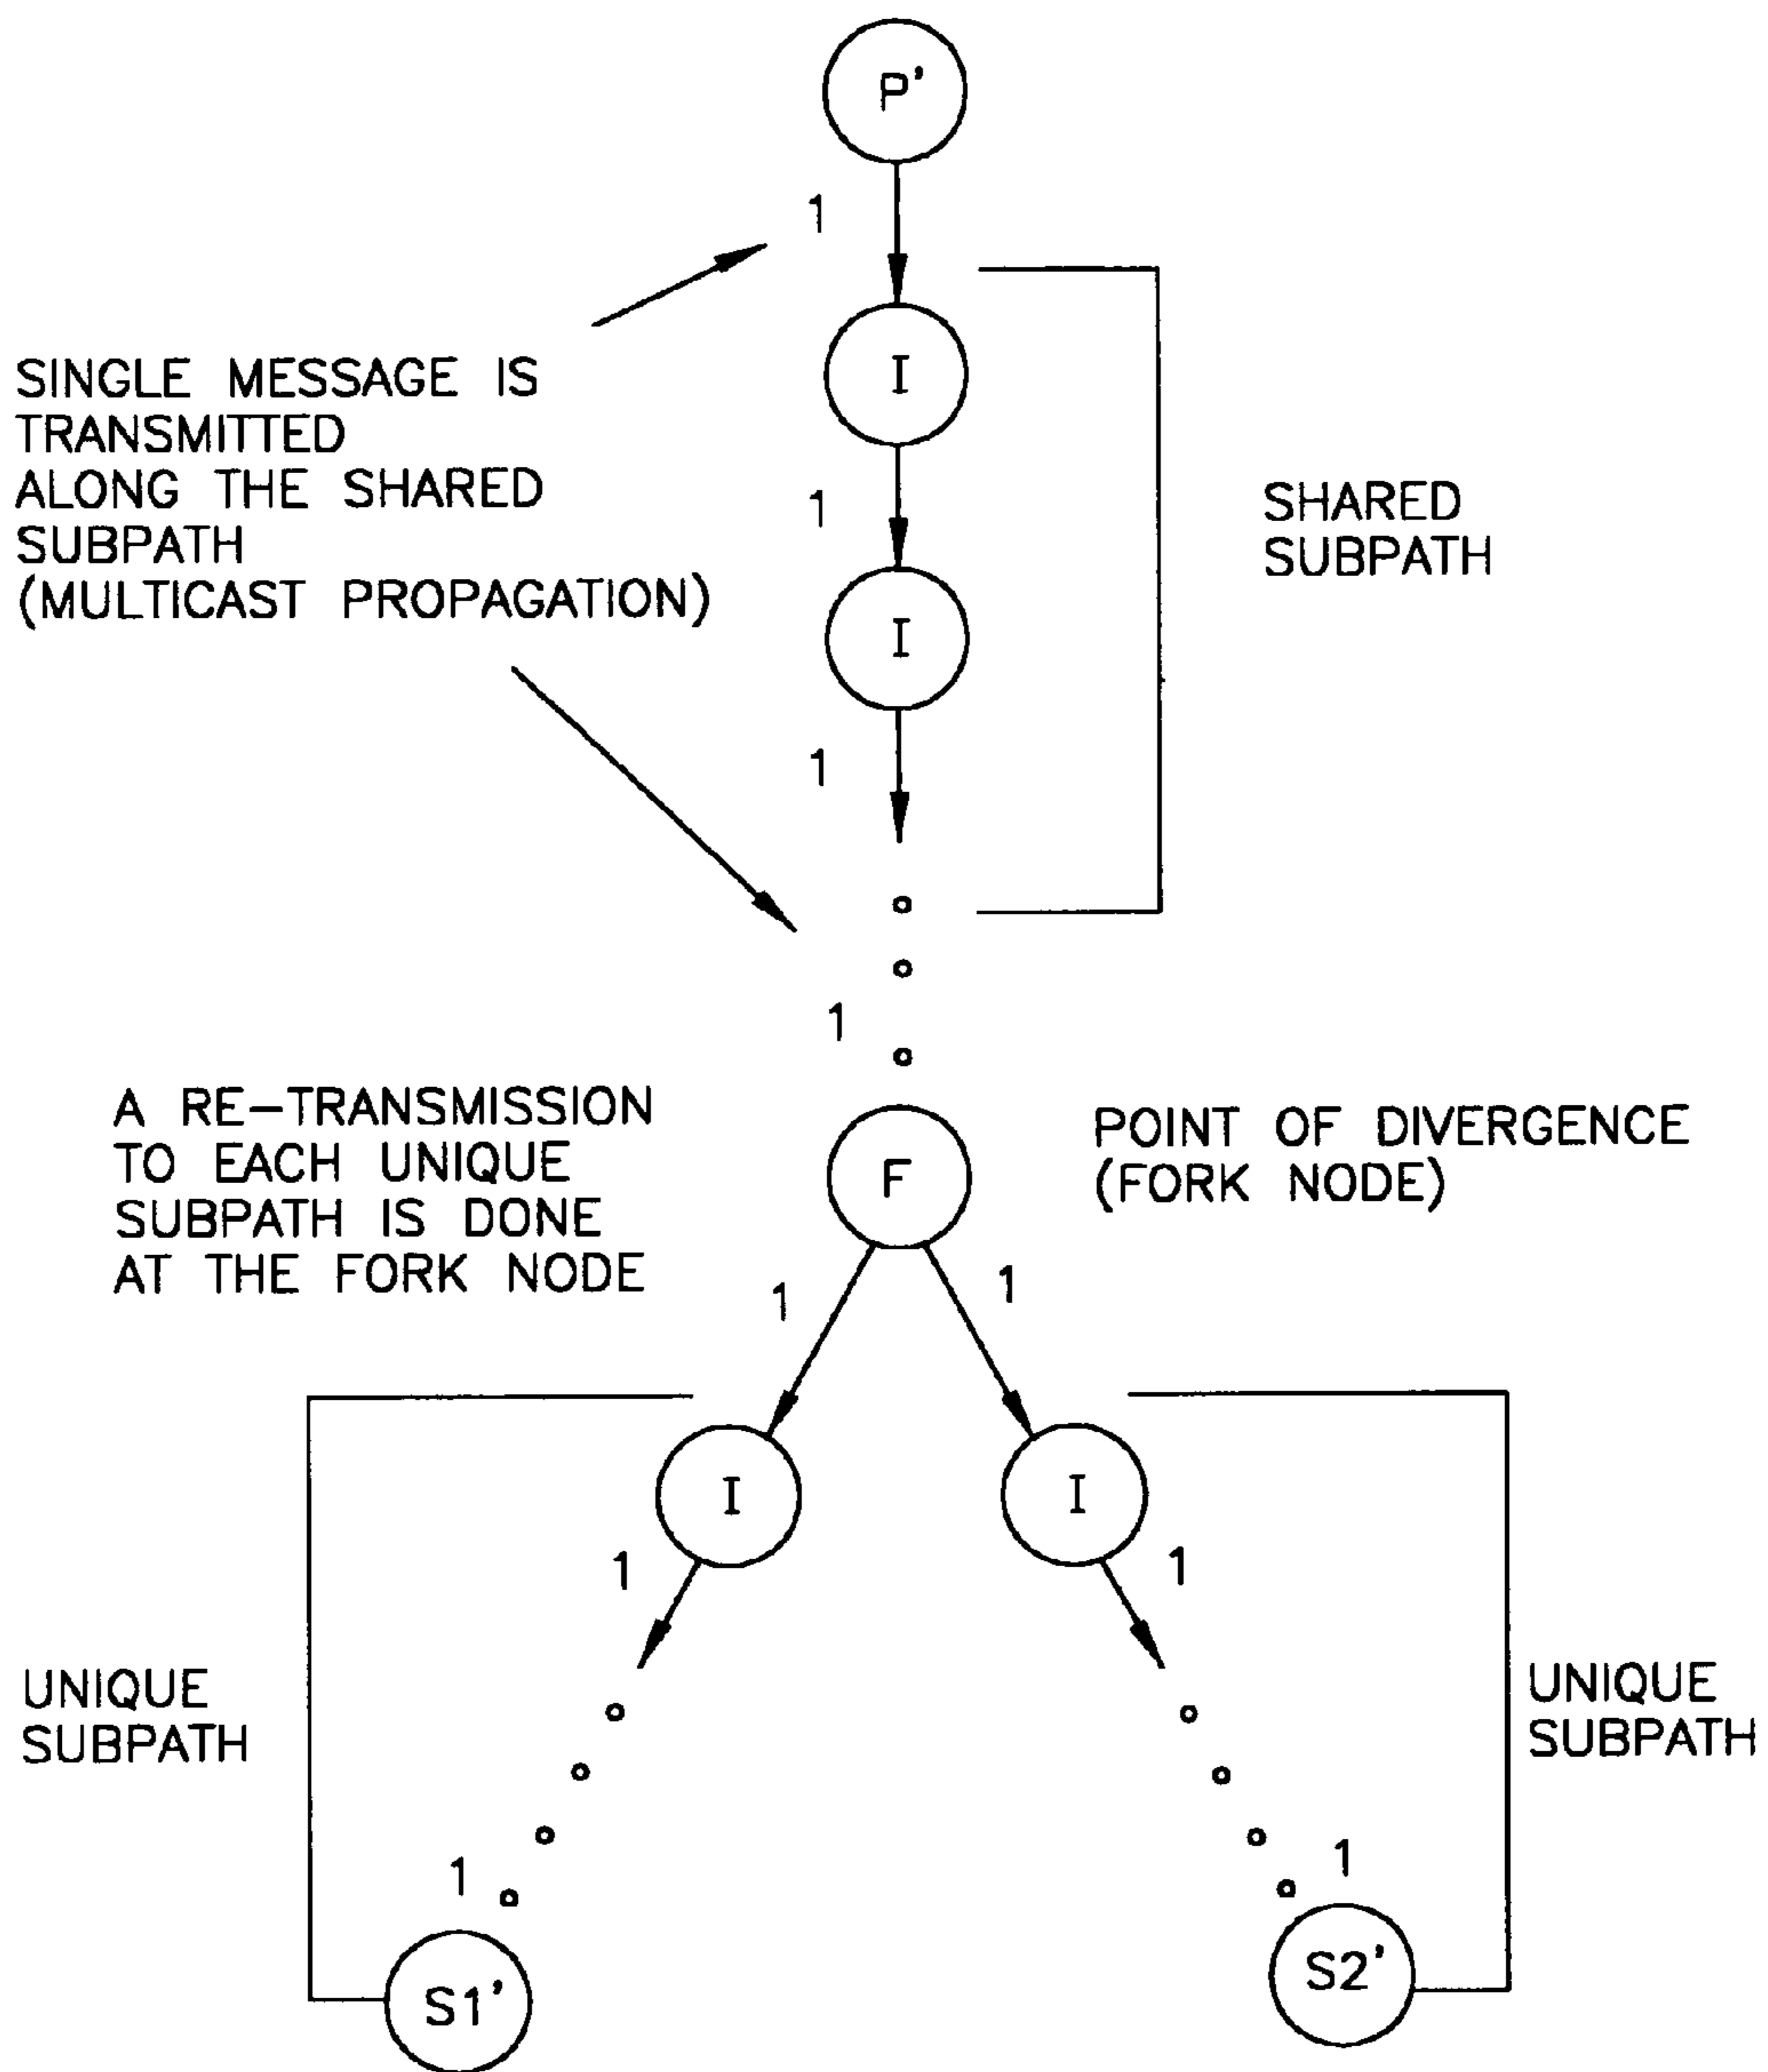 P'
1
I
SINGLE MESSAGE IS
TRANSMITTED
ALONG THE SHARED
SUBPATH
(MULTICAST PROPAGATION)
1
SHARED
SUBPATH
I
1
1
A RE-TRANSMISSION
TO EACH UNIQUE
SUBPATH IS DONE
AT THE FORK NODE
F
POINT OF DIVERGENCE
(FORK NODE)
1
1
I
I
1
1
UNIQUE
SUBPATH
UNIQUE
SUBPATH
1
1
S1'
S2'